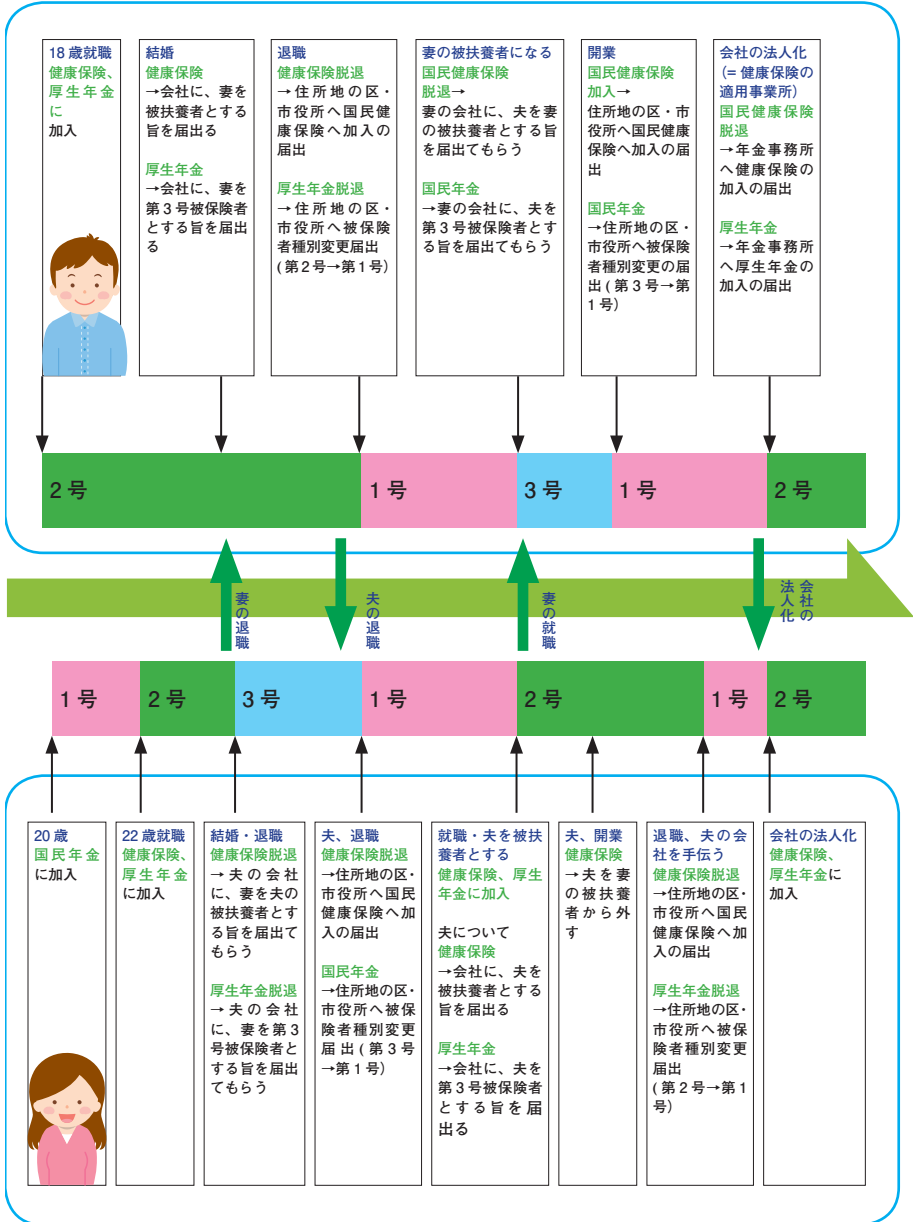 18歳就職
健康保険、
厚生年金
に
加入
結婚
健康保険
→会社に、妻を
被扶養者とする
旨を届出る
厚生年金
→会社に、妻を
第3号被保険者
とする旨を届出
る
退職
健康保険脱退
→住所地の区・
市役所へ国民健
康保険へ加入の
届出
厚生年金脱退
→住所地の区・
市役所へ被保険
者種別変更届出
(第2号→第1号)
妻の被扶養者になる
国民健康保険
脱退→
妻の会社に、夫を妻
の被扶養者とする旨
を届出てもらう
国民年金
→妻の会社に、夫を
第3号被保険者とす
る旨を届出てもらう
開業
国民健康保険
加入→
住所地の区・市
役所へ国民健康
保険へ加入の届
出
国民年金
→住所地の区・
市役所へ被保険
者種別変更の届
出(第3号→第
1号)
会社の法人化
(=健康保険の
適用事業所)
国民健康保険
脱退
→年金事務所
へ健康保険の
加入の届出
厚生年金
→年金事務所
へ厚生年金の
加入の届出
2号
1号
3号
1号
2号
妻の退職
夫の退職
妻の就職
会社の
法人化
1号
2号
3号
1号
2号
1号
2号
20歳
国民年金
に加入
22歳就職
健康保険、
厚生年金
に加入
結婚・退職
健康保険脱退
→夫の会社
に、妻を夫の
被扶養者とす
る旨を届出て
もらう
厚生年金脱退
→夫の会社
に、妻を第3
号被保険者と
する旨を届出
てもらう
夫、退職
健康保険脱退
→住所地の区・
市役所へ国民
健康保険へ加
入の届出
国民年金
→住所地の区・
市役所へ被保
険者種別変更
届出(第3号
→第1号)
就職・夫を被扶
養者とする
健康保険、厚生
年金に加入
夫について
健康保険
→会社に、夫を
被扶養者とする
旨を届出る
厚生年金
→会社に、夫を
第3号被保険者
とする旨を届
出る
夫、開業
健康保険
→夫を妻
の被扶養
者から外
す
退職、夫の会
社を手伝う
健康保険脱退
→住所地の区・
市役所へ国民
健康保険へ加
入の届出
厚生年金脱退
→住所地の区・
市役所へ被保
険者種別変更
届出
(第2号→第1
号)
会社の法人化
健康保険、
厚生年金に
加入